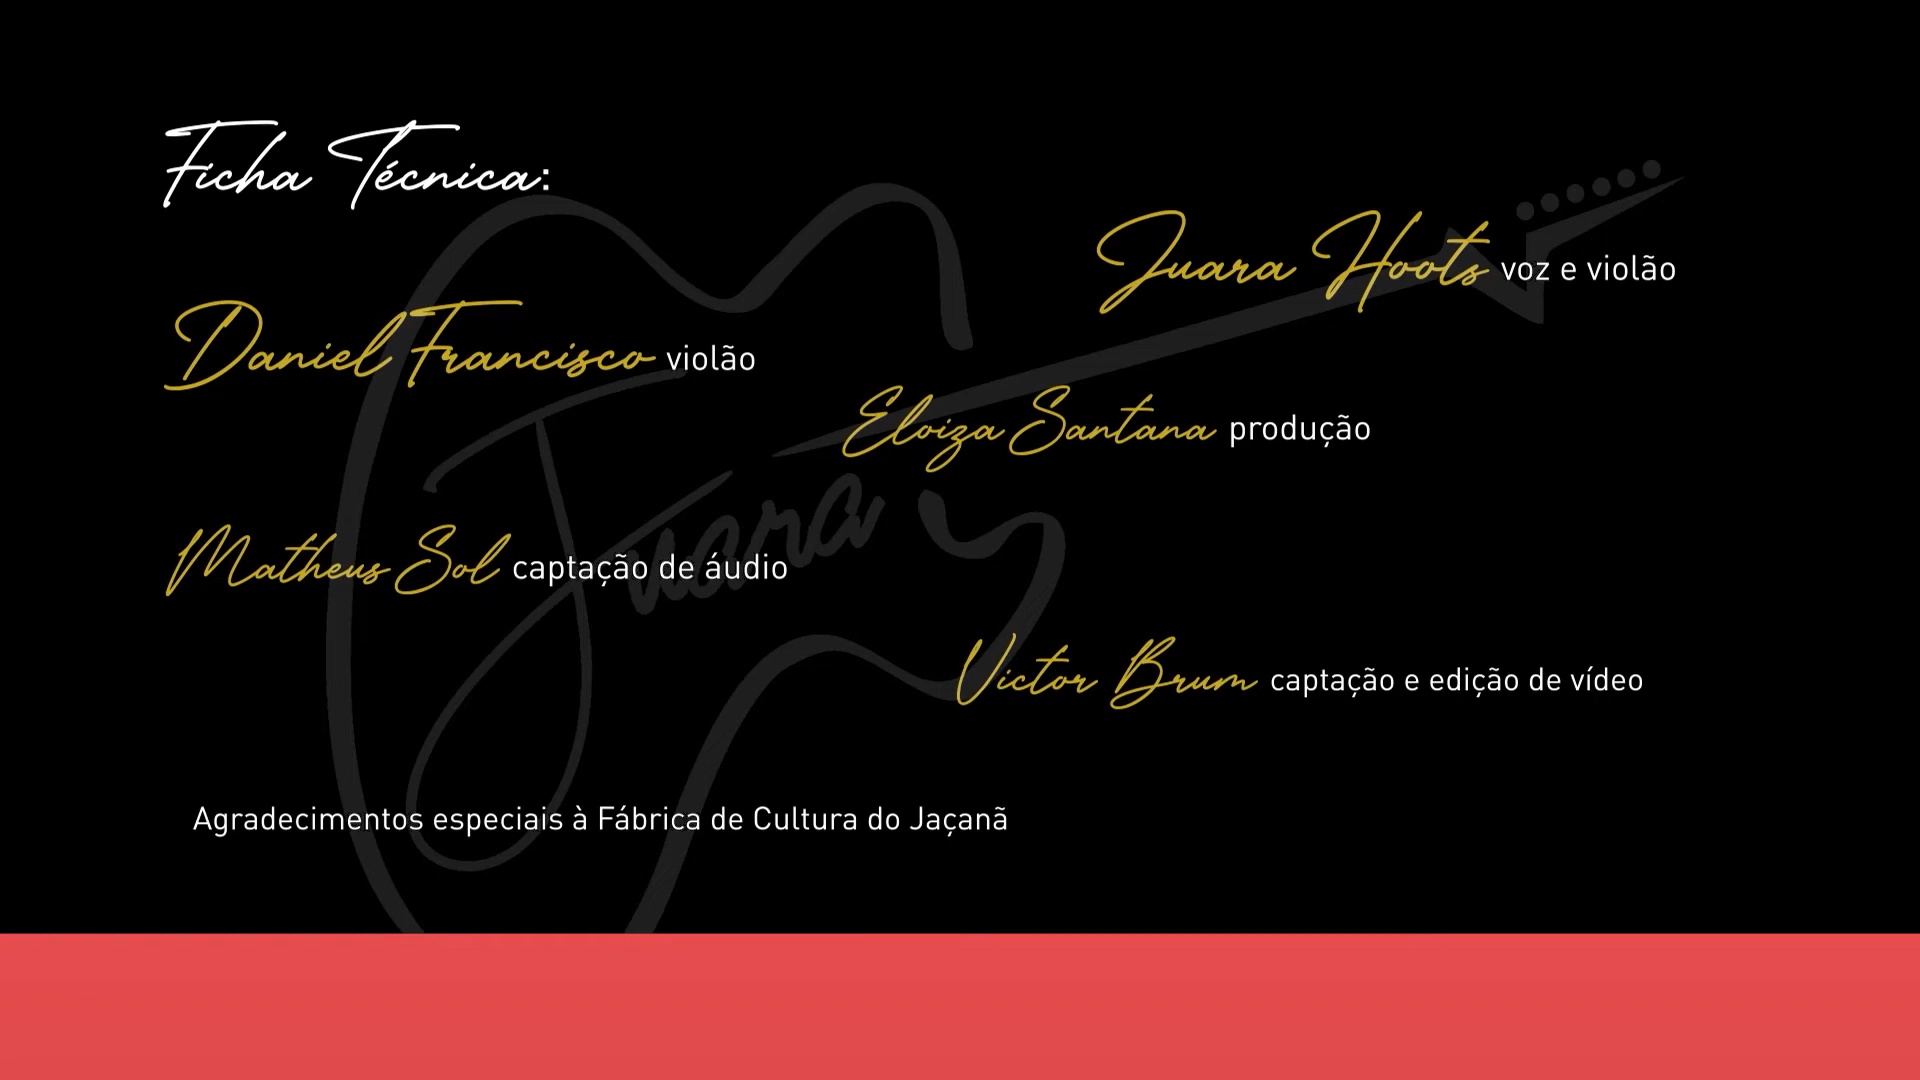 Ficha Técnica:
Juara Hoots voz e violão
Daniel Francisco violão
Eloiza Santana produção
Juara
Matheus Sol captação de áudio
Victor Brum captação e edição de vídeo
Agradecimentos especiais à Fábrica de Cultura do Jaçanã